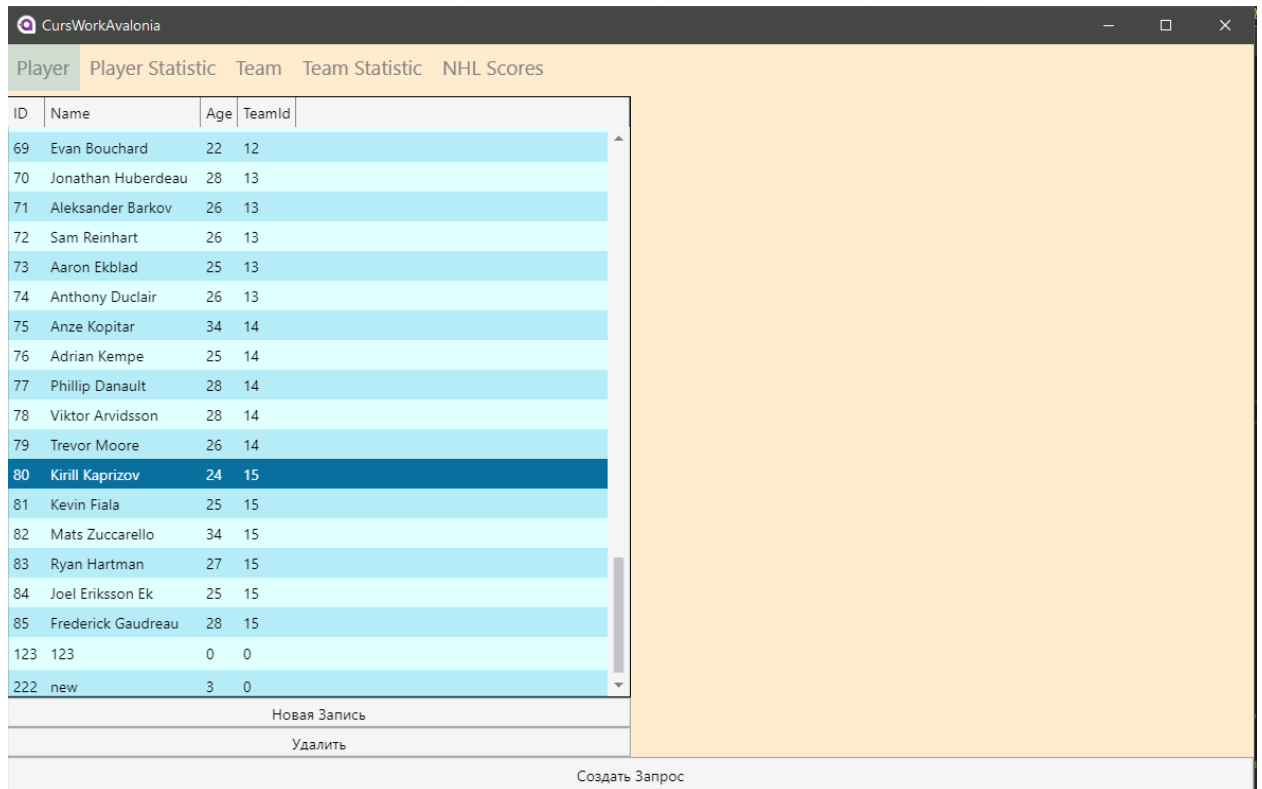 CursWorkAvalonia
Player Player Statistic Team Team Statistic NHL Scores
ID Name Age TeamId
69 Evan Bouchard 22 12
70 Jonathan Huberdeau 28 13
71 Aleksander Barkov 26 13
72 Sam Reinhart 26 13
73 Aaron Ekblad 25 13
74 Anthony Duclair 26 13
75 Anze Kopitar 34 14
76 Adrian Kempe 25 14
77 Phillip Danault 28 14
78 Viktor Arvidsson 28 14
79 Trevor Moore 26 14
80 Kirill Kaprizov 24 15
81 Kevin Fiala 25 15
82 Mats Zuccarello 34 15
83 Ryan Hartman 27 15
84 Joel Eriksson Ek 25 15
85 Frederick Gaudreau 28 15
123 123 0 0
222 new 3 0
Новая Запись
Удалить
Создать Запрос